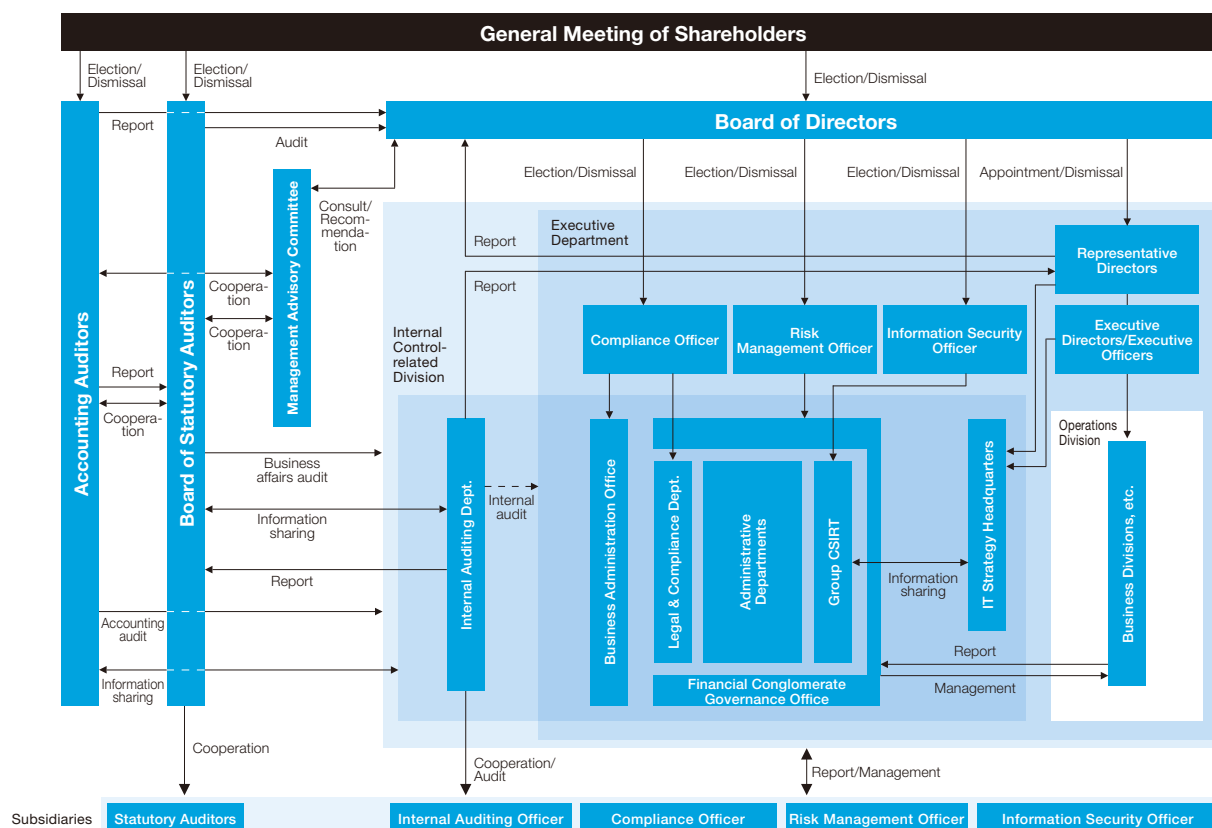 General Meeting of Shareholders
Election/
Dismissal
Election/
Dismissal
Election/Dismissal
Board of Directors
Report
Audit
Election/Dismissal
Election/Dismissal
Election/Dismissal
Appointment/Dismissal
Management Advisory Committee
Consult/
Recom-
menda-
tion
Executive
Department
Report
Representative
Directors
Report
Coopera-
tion
Coopera-
tion
Internal
Control-
related
Division
Compliance Officer
Risk
Management Officer
Information Security
Officer
Executive
Directors/Executive
Officers
Accounting Auditors
Board of Statutory Auditors
Report
Coopera-
tion
Operations
Division
Business
affairs audit
Internal
audit
Information
sharing
Internal Auditing Dept.
Business Administration Office
Legal & Compliance Dept.
Administrative
Departments
Group CSIRT
Information
sharing
IT Strategy Headquarters
Business Divisions, etc.
Report
Accounting
audit
Report
Management
Information
sharing
Financial Conglomerate
Governance Office
Cooperation
Cooperation/
Audit
Report/Management
Subsidiaries
Statutory Auditors
Internal Auditing Officer
Compliance Officer
Risk Management Officer
Information Security Officer